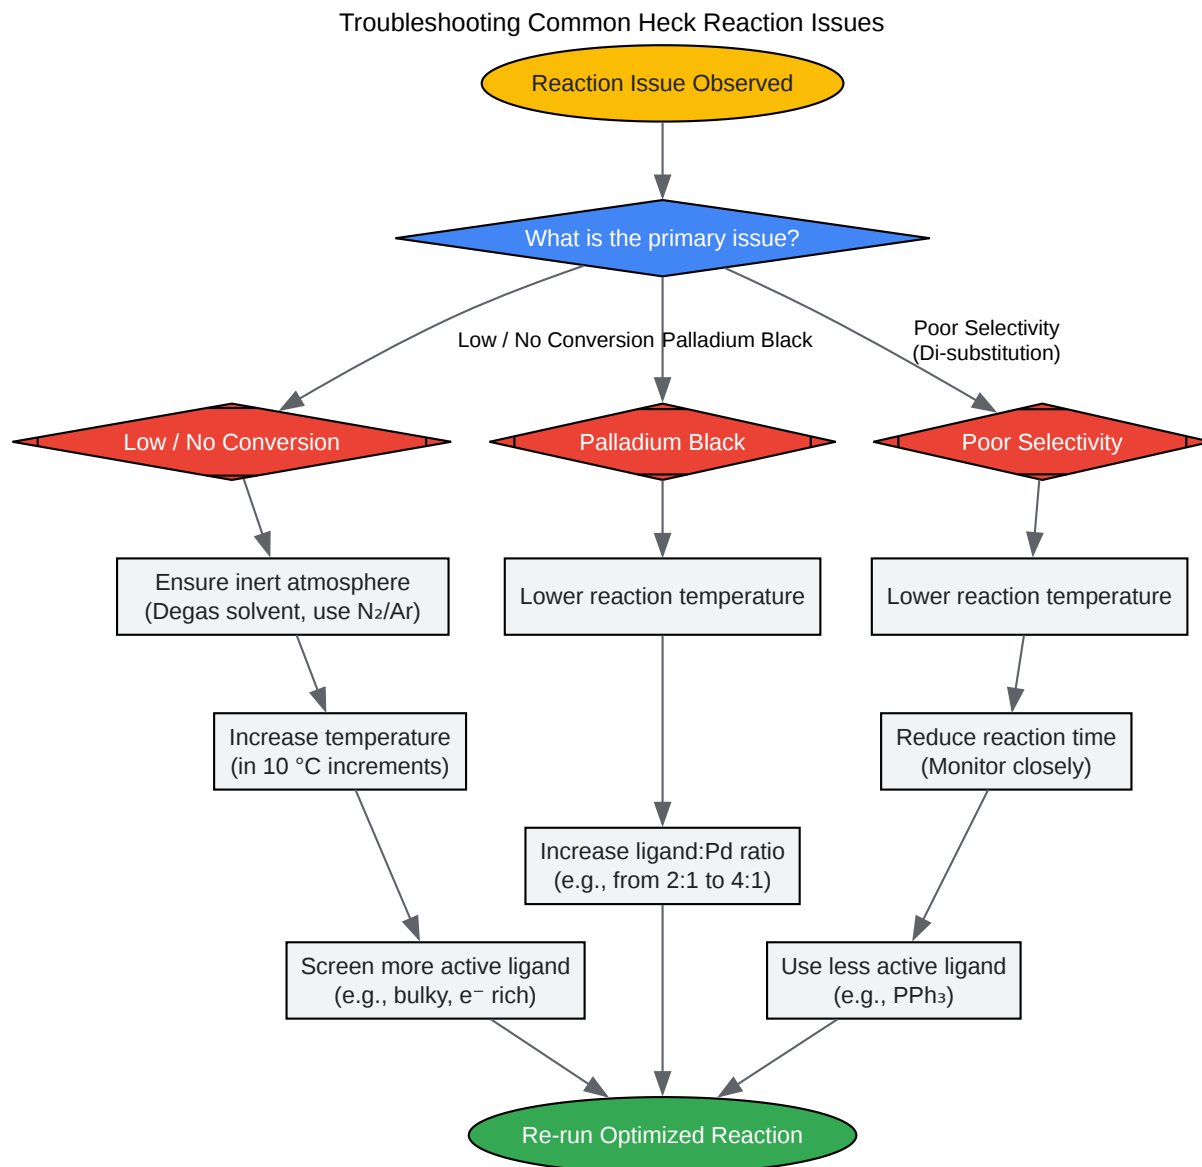 Troubleshooting Common Heck Reaction Issues
Reaction Issue Observed
What is the primary issue?
Low / No Conversion
Palladium Black
Poor Selectivity
(Di-substitution)
Low / No Conversion
Palladium Black
Poor Selectivity
Ensure inert atmosphere
(Degas solvent, use N₂/Ar)
Lower reaction temperature
Lower reaction temperature
Increase temperature
(in 10 °C increments)
Reduce reaction time
(Monitor closely)
Increase ligand:Pd ratio
(e.g., from 2:1 to 4:1)
Screen more active ligand
(e.g., bulky, e⁻ rich)
Use less active ligand
(e.g., PPh₃)
Re-run Optimized Reaction